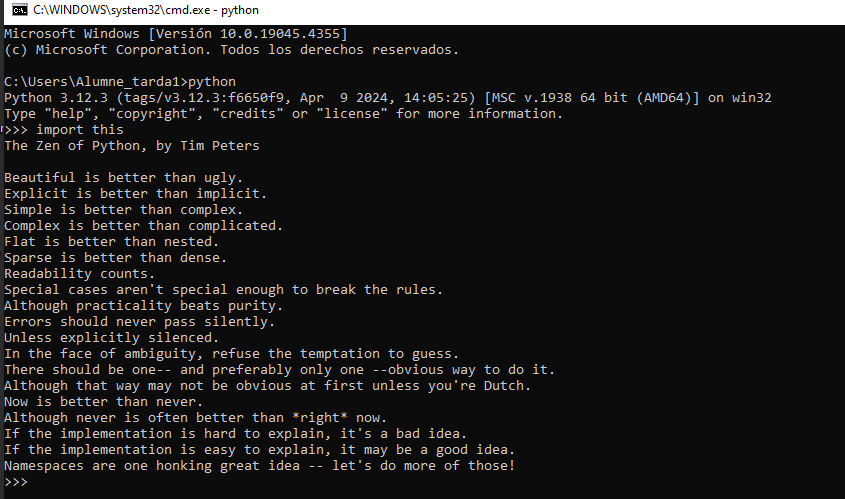 C:\WINDOWS\system32\cmd.exe - python
Microsoft Windows [Versión 10.0.19045.4355]
(c) Microsoft Corporation. Todos los derechos reservados.
C:\Users\Alumne_tarda1>python
Python 3.12.3 (tags/v3.12.3:f6650f9, Apr  9 2024, 14:05:25) [MSC v.1938 64 bit (AMD64)] on win32
Type "help", "copyright", "credits" or "license" for more information.
>>> import this
The Zen of Python, by Tim Peters
Beautiful is better than ugly.
Explicit is better than implicit.
Simple is better than complex.
Complex is better than complicated.
Flat is better than nested.
Sparse is better than dense.
Readability counts.
Special cases aren't special enough to break the rules.
Although practicality beats purity.
Errors should never pass silently.
Unless explicitly silenced.
In the face of ambiguity, refuse the temptation to guess.
There should be one-- and preferably only one --obvious way to do it.
Although that way may not be obvious at first unless you're Dutch.
Now is better than never.
Although never is often better than *right* now.
If the implementation is hard to explain, it's a bad idea.
If the implementation is easy to explain, it may be a good idea.
Namespaces are one honking great idea -- let's do more of those!
>>>